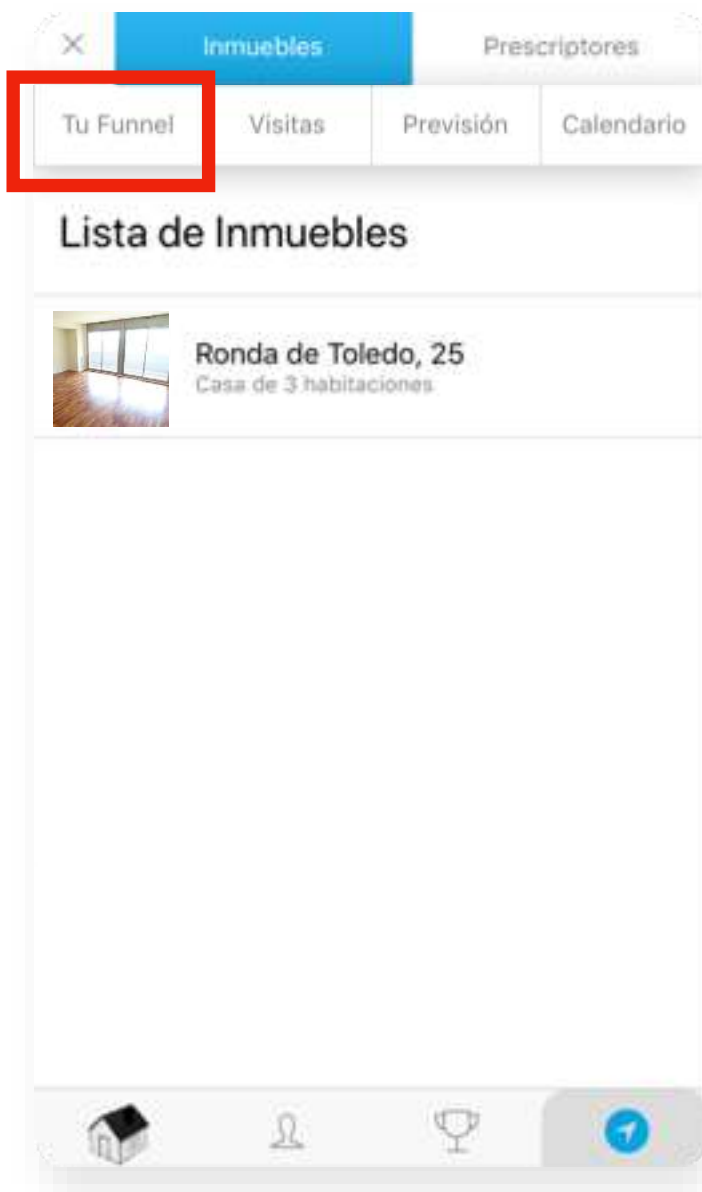 Inmuebles Prescriptores
Tu Funnel Visitas Previsión Calendario
Lista de Inmuebles
Ronda de Toledo, 25
Casa de 3 habitaciones